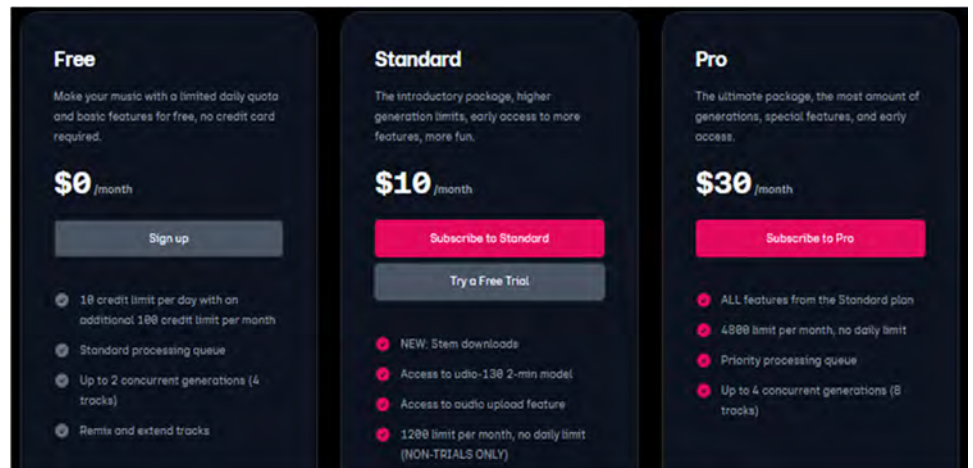 Free
Make your music with a limited daily quota
and basic features for free, no credit card
required.
$0 /month
Sign up
10 credit limit per day with an
additional 100 credit limit per month
Standard processing queue
Up to 2 concurrent generations (4
tracks)
Remix and extend tracks
Standard
The introductory package, higher
generation limits, early access to more
features, more fun.
$10 /month
Subscribe to Standard
Try a Free Trial
NEW: Stem downloads
Access to udio-130 2-min model
Access to audio upload feature
1200 limit per month, no daily limit
(NON-TRIALS ONLY)
Pro
The ultimate package, the most amount of
generations, special features, and early
access.
$30 /month
Subscribe to Pro
ALL features from the Standard plan
4800 limit per month, no daily limit
Priority processing queue
Up to 4 concurrent generations (8
tracks)